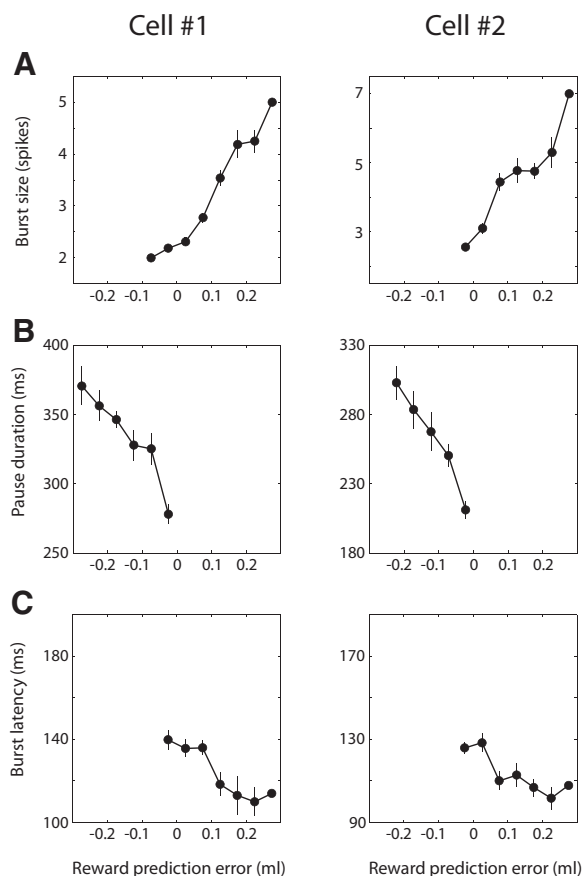 Cell #1 Cell #2
A
Burst size (spikes)
5
4
3
2
-0.2 -0.1 0 0.1 0.2
7
5
3
-0.2 -0.1 0 0.1 0.2
B
Pause duration (ms)
400
350
300
250
-0.2 -0.1 0 0.1 0.2
330
280
230
180
-0.2 -0.1 0 0.1 0.2
C
Burst latency (ms)
180
140
100
-0.2 -0.1 0 0.1 0.2
170
130
90
-0.2 -0.1 0 0.1 0.2
Reward prediction error (ml) Reward prediction error (ml)